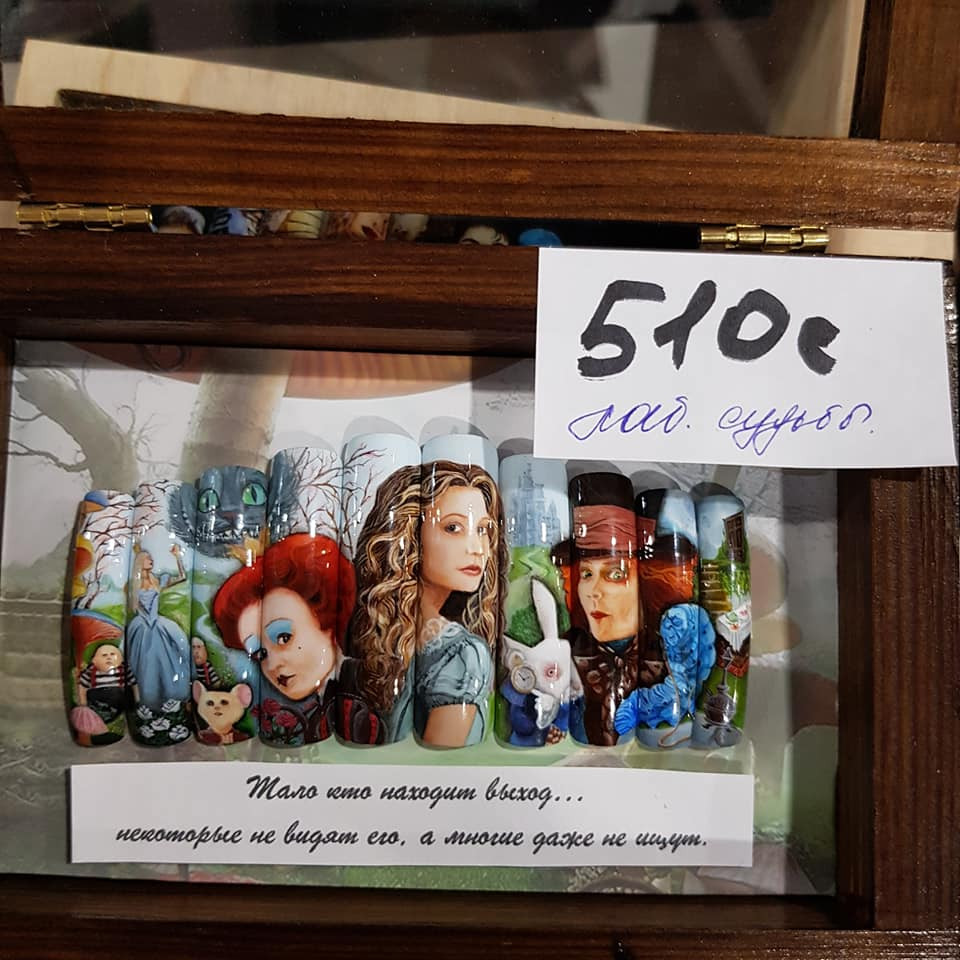 510с
лаб. судьбы.
Мало кто находит выход...
некоторые не видят его, а многие даже не ищут.